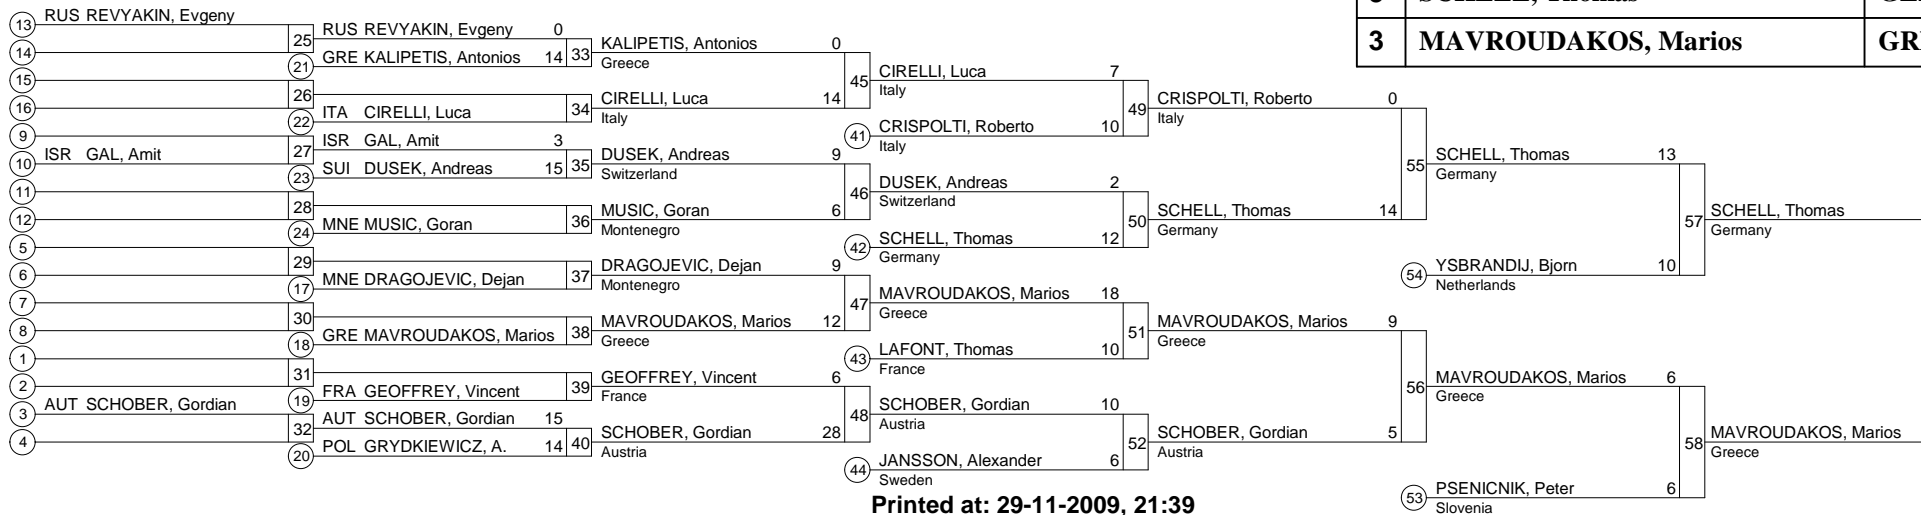 3 MAVROUDAKOS, Marios
13 RUS REVYAKIN, Evgeny
14
15
16
9
10 ISR GAL, Amit
11
12
5
6
7
8
1
2
3 AUT SCHOBER, Gordian
4
25 RUS REVYAKIN, Evgeny 0
21 GRE KALIPETIS, Antonios 14
26
22 ITA CIRELLI, Luca
27 ISR GAL, Amit 3
23 SUI DUSEK, Andreas 15
28
24 MNE MUSIC, Goran
29
17 MNE DRAGOJEVIC, Dejan
30
18 GRE MAVROUDAKOS, Marios
31
19 FRA GEOFFREY, Vincent
32 AUT SCHOBER, Gordian 15
20 POL GRYDKIEWICZ, A. 14
33 KALIPETIS, Antonios 0
Greece
34 CIRELLI, Luca 14
Italy
35 DUSEK, Andreas 9
Switzerland
36 MUSIC, Goran 6
Montenegro
37 DRAGOJEVIC, Dejan 9
Montenegro
38 MAVROUDAKOS, Marios 12
Greece
39 GEOFFREY, Vincent 6
France
40 SCHOBER, Gordian 28
Austria
45 CIRELLI, Luca 7
Italy
41 CRISPOLTI, Roberto 10
Italy
46 DUSEK, Andreas 2
Switzerland
42 SCHELL, Thomas 12
Germany
47 MAVROUDAKOS, Marios 18
Greece
43 LAFONT, Thomas 10
France
48 SCHOBER, Gordian 10
Austria
44 JANSSON, Alexander 6
Sweden
49 CRISPOLTI, Roberto 0
Italy
50 SCHELL, Thomas 14
Germany
51 MAVROUDAKOS, Marios 9
Greece
52 SCHOBER, Gordian 5
Austria
55 SCHELL, Thomas 13
Germany
54 YSBRANDIJ, Bjorn 10
Netherlands
56 MAVROUDAKOS, Marios 6
Greece
53 PSENICNIK, Peter 6
Slovenia
57 SCHELL, Thomas
Germany
58 MAVROUDAKOS, Marios
Greece
Printed at: 29-11-2009, 21:39